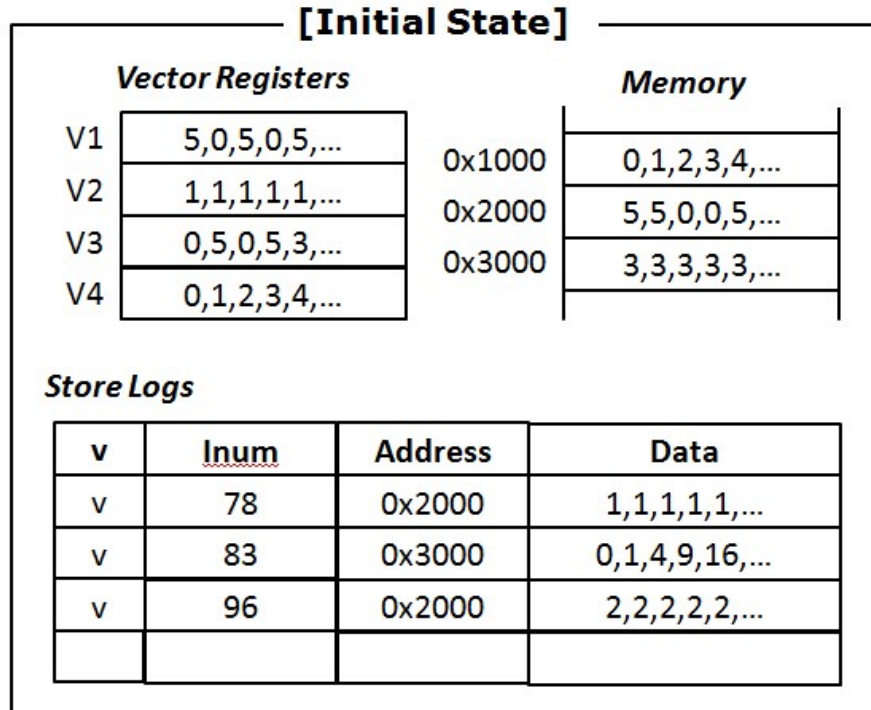 [Initial State]
Vector Registers
Memory
V1 5,0,5,0,5,...
V2 1,1,1,1,1,...
V3 0,5,0,5,3,...
V4 0,1,2,3,4,...
0x1000 0,1,2,3,4,...
0x2000 5,5,0,0,5,...
0x3000 3,3,3,3,3,...
Store Logs
v Inum Address Data
v 78 0x2000 1,1,1,1,1,...
v 83 0x3000 0,1,4,9,16,...
v 96 0x2000 2,2,2,2,2,...